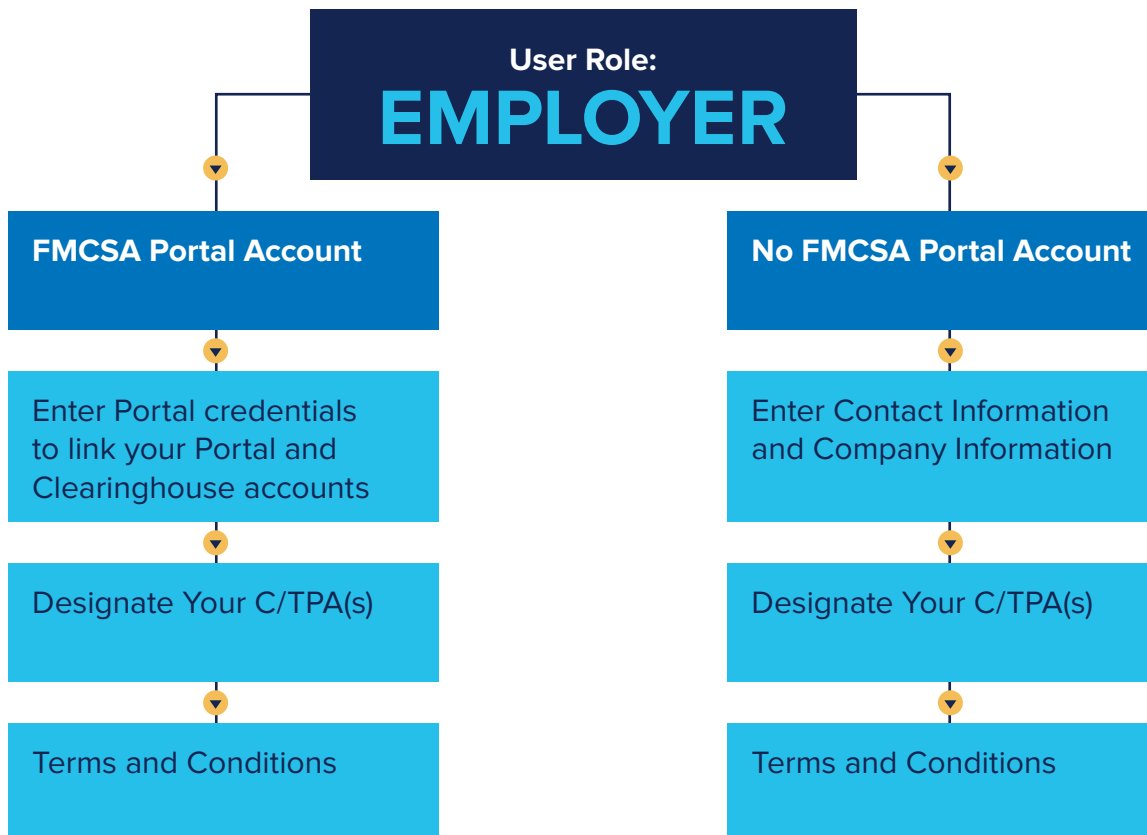 User Role:
EMPLOYER
FMCSA Portal Account
No FMCSA Portal Account
Enter Portal credentials
to link your Portal and
Clearinghouse accounts
Enter Contact Information
and Company Information
Designate Your C/TPA(s)
Designate Your C/TPA(s)
Terms and Conditions
Terms and Conditions